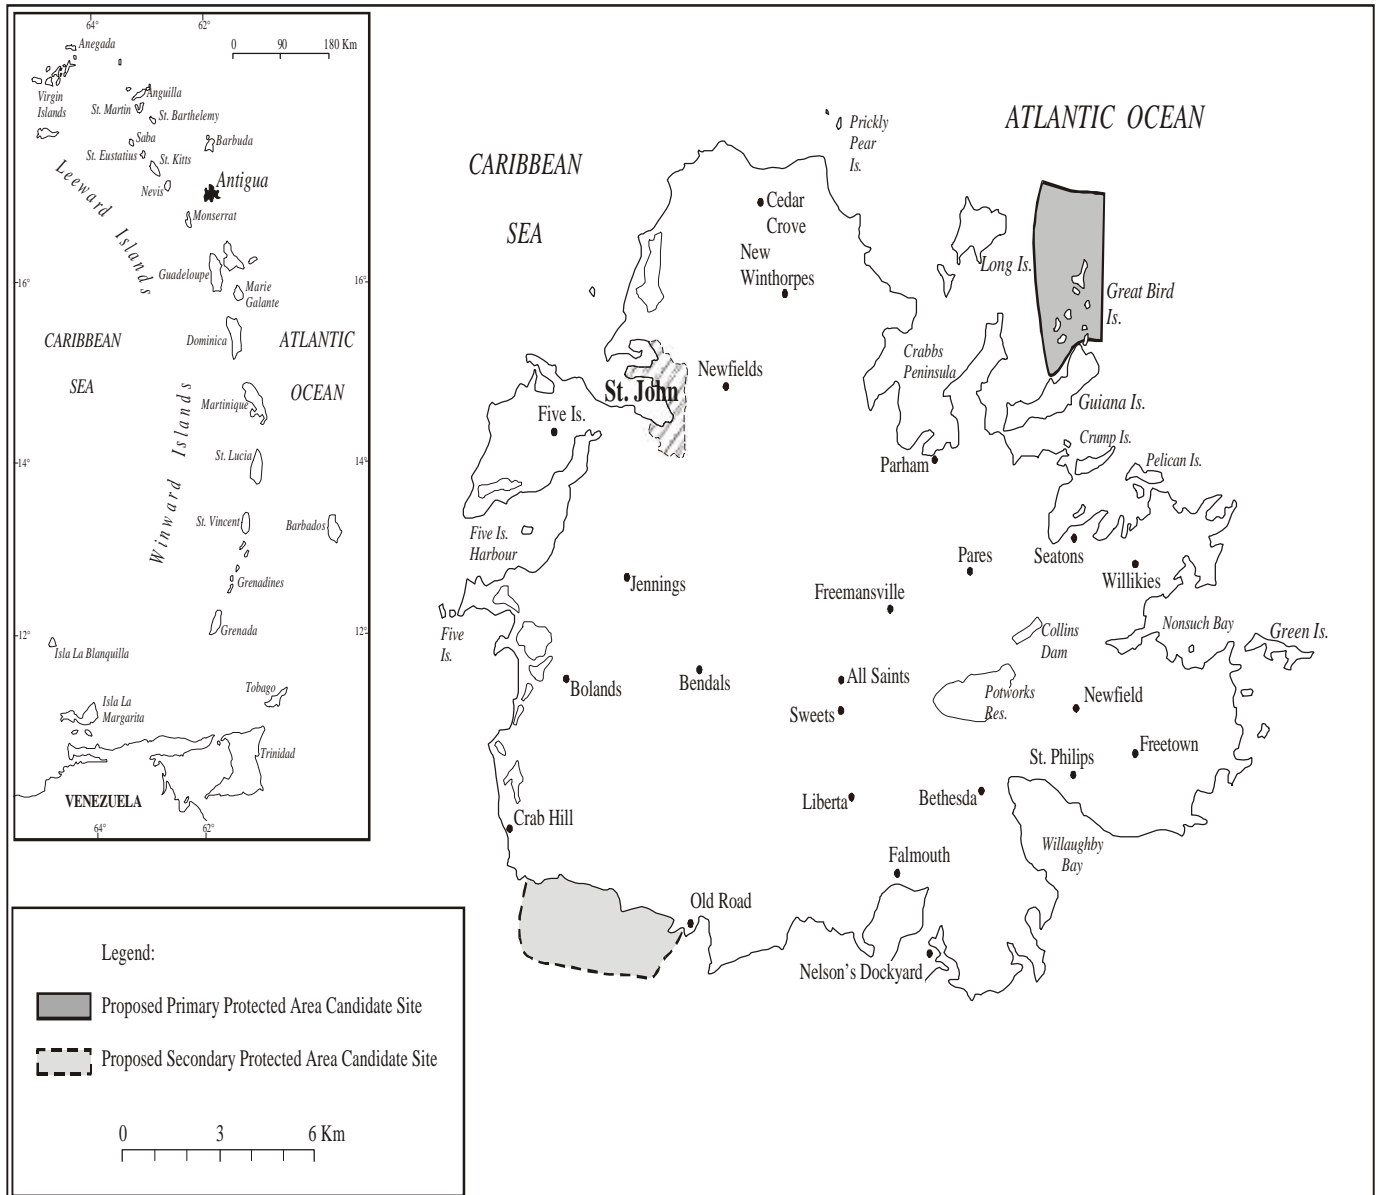 64°
62°
0 90 180 Km
Anegada
Virgin
Islands
Anguilla
St. Martin
St. Barthelemy
Saba
Barbuda
St. Eustatius
St. Kitts
Nevis
Antigua
Monserrat
Leeward Islands
Guadeloupe
16°
16°
Marie
Galante
CARIBBEAN
SEA
Dominica
ATLANTIC
OCEAN
Martinique
Winward Islands
St. Lucia
14°
14°
St. Vincent
Barbados
Grenadines
Grenada
12°
12°
Isla La Blanquilla
Tobago
Isla La
Margarita
Trinidad
VENEZUELA
64°
62°
CARIBBEAN
SEA
ATLANTIC OCEAN
Prickly
Pear
Is.
Cedar
Crove
New
Winthorpes
Long Is.
Great Bird
Is.
Crabbs
Peninsula
Newfields
St. John
Five Is.
Guiana Is.
Crump Is.
Pelican Is.
Parham
Five Is.
Harbour
Seatons
Pares
Willikies
Jennings
Freemansville
Five
Is.
Collins
Dam
Nonsuch Bay
Green Is.
Bolands
Bendals
All Saints
Potworks
Res.
Newfield
Sweets
Freetown
St. Philips
Liberta
Bethesda
Crab Hill
Willaughby
Bay
Falmouth
Old Road
Nelson's Dockyard
Legend:
Proposed Primary Protected Area Candidate Site
Proposed Secondary Protected Area Candidate Site
0 3 6 Km